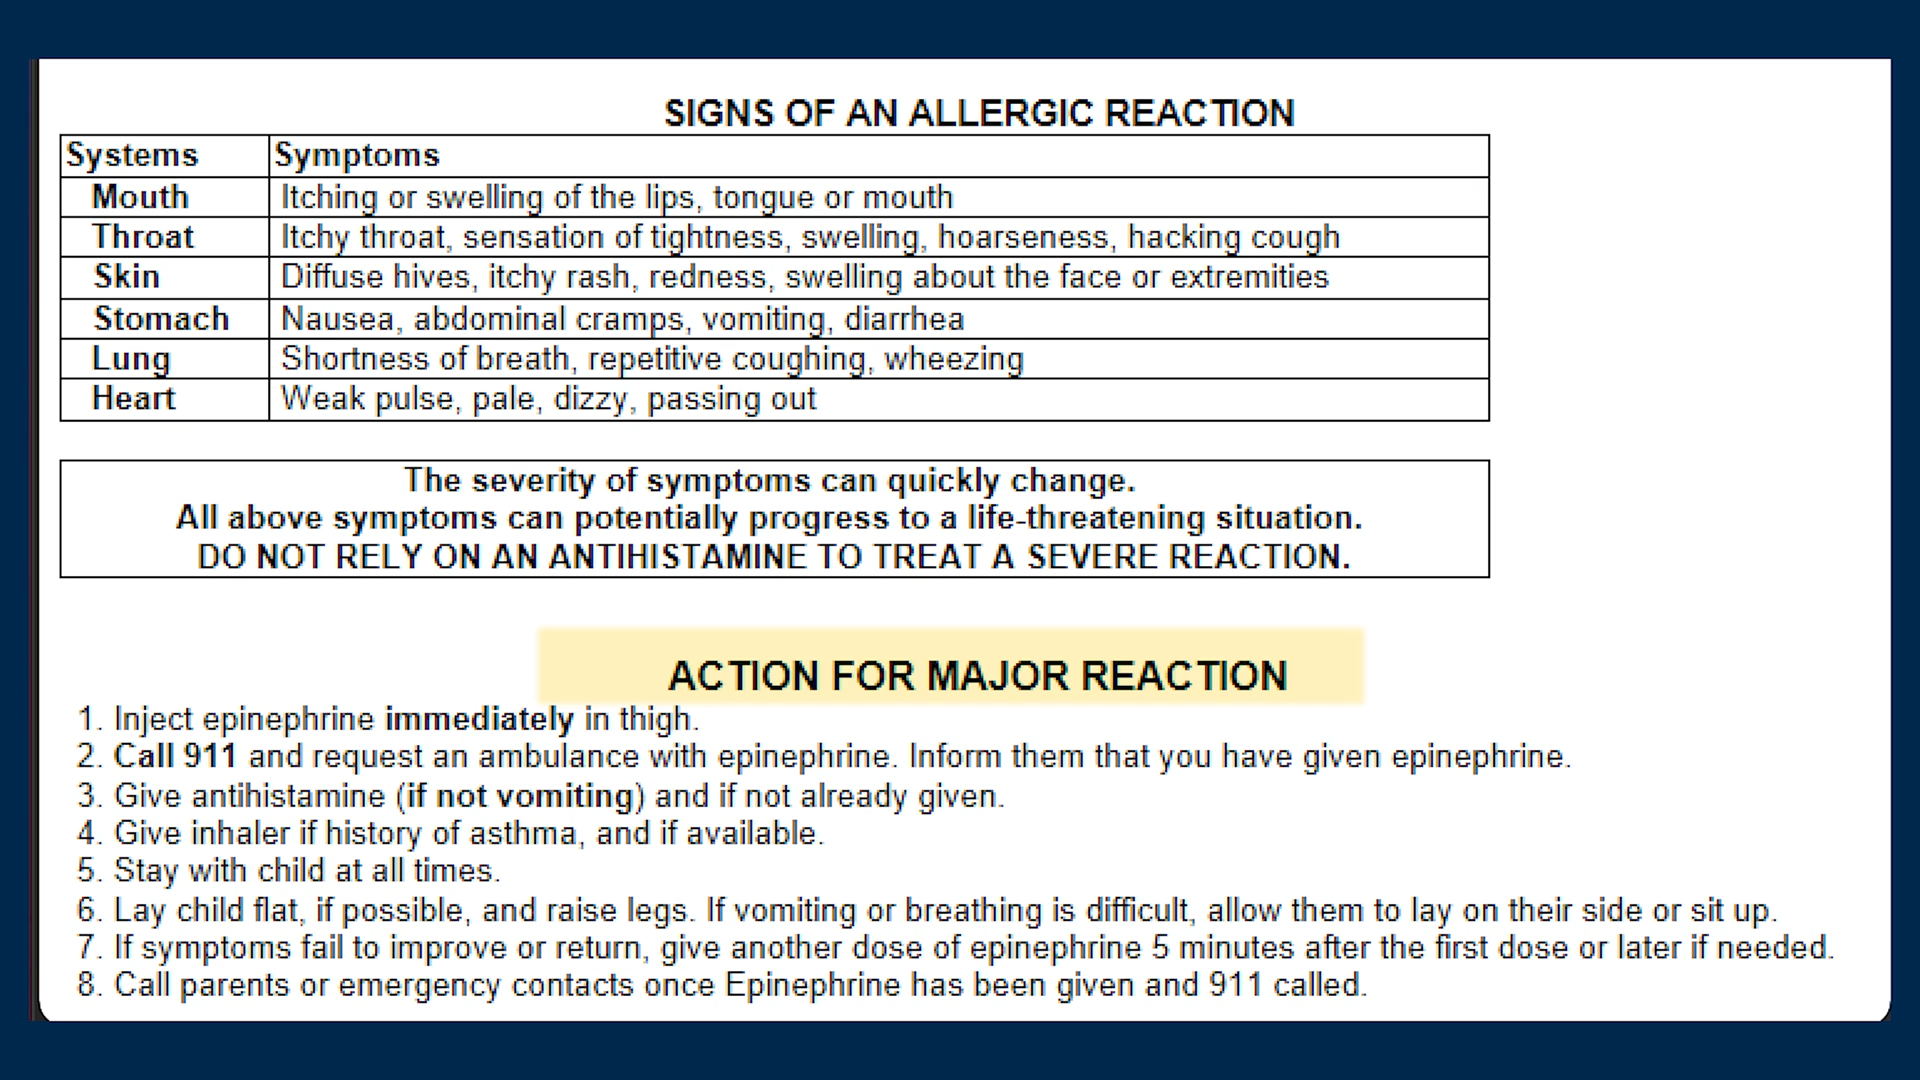 SIGNS OF AN ALLERGIC REACTION
Systems Symptoms
Mouth Itching or swelling of the lips, tongue or mouth
Throat Itchy throat, sensation of tightness, swelling, hoarseness, hacking cough
Skin Diffuse hives, itchy rash, redness, swelling about the face or extremities
Stomach Nausea, abdominal cramps, vomiting, diarrhea
Lung Shortness of breath, repetitive coughing, wheezing
Heart Weak pulse, pale, dizzy, passing out
The severity of symptoms can quickly change.
All above symptoms can potentially progress to a life-threatening situation.
DO NOT RELY ON AN ANTIHISTAMINE TO TREAT A SEVERE REACTION.
ACTION FOR MAJOR REACTION
1. Inject epinephrine immediately in thigh.
2. Call 911 and request an ambulance with epinephrine. Inform them that you have given epinephrine.
3. Give antihistamine (if not vomiting) and if not already given.
4. Give inhaler if history of asthma, and if available.
5. Stay with child at all times.
6. Lay child flat, if possible, and raise legs. If vomiting or breathing is difficult, allow them to lay on their side or sit up.
7. If symptoms fail to improve or return, give another dose of epinephrine 5 minutes after the first dose or later if needed.
8. Call parents or emergency contacts once Epinephrine has been given and 911 called.